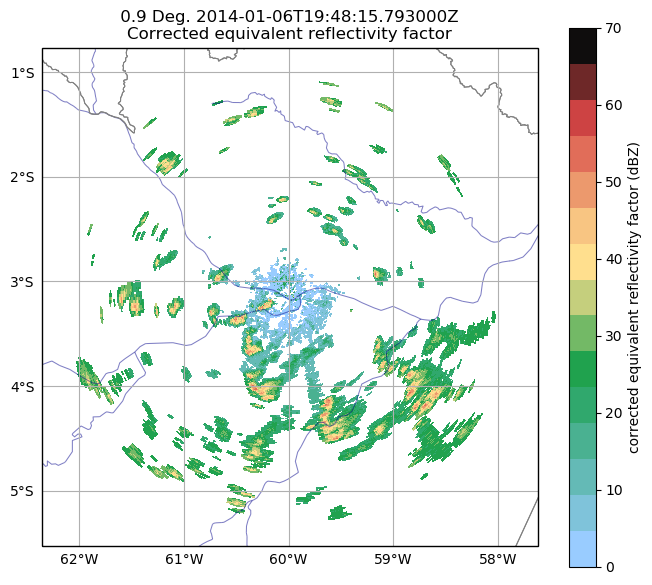 0.9 Deg. 2014-01-06T19:48:15.793000Z
Corrected equivalent reflectivity factor
1°S
2°S
3°S
4°S
5°S
62°W 61°W 60°W 59°W 58°W
70
60
50
40
30
20
10
0
corrected equivalent reflectivity factor (dBZ)